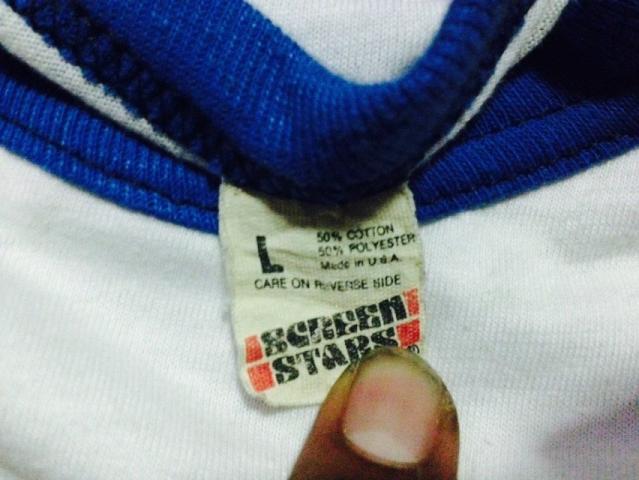 L
50% COTTON
50% POLYESTER
Made in U.S.A.
CARE ON REVERSE SIDE
SCREEN
STARS
®